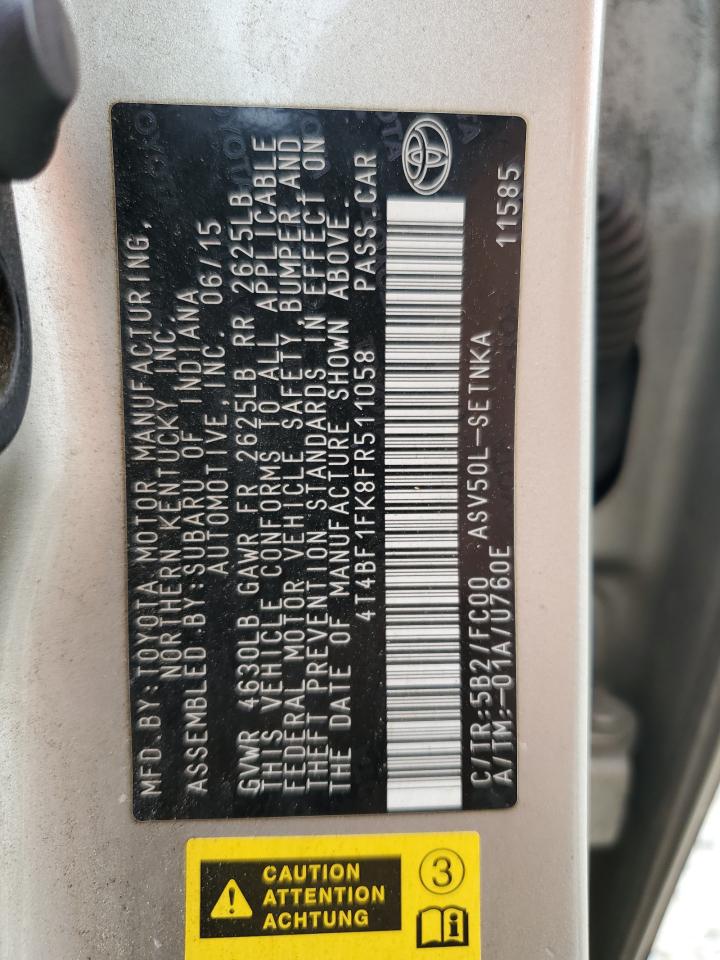 MFD. BY: TOYOTA MOTOR MANUFACTURING,
NORTHERN KENTUCKY INC.
ASSEMBLED BY: SUBARU OF INDIANA
AUTOMOTIVE, INC. 06/15
GVWR 4630LB GAWR FR 2625LB RR 2625LB
THIS VEHICLE CONFORMS TO ALL APPLICABLE
FEDERAL MOTOR VEHICLE SAFETY, BUMPER, AND
THEFT PREVENTION STANDARDS IN EFFECT ON
THE DATE OF MANUFACTURE SHOWN ABOVE.
4T4BF1FK8FR511058 PASS.CAR
C/TR:5B2/FC00 ASV50L-SETNKA 11585
A/TM:-01A/U760E
CAUTION
ATTENTION
ACHTUNG
3